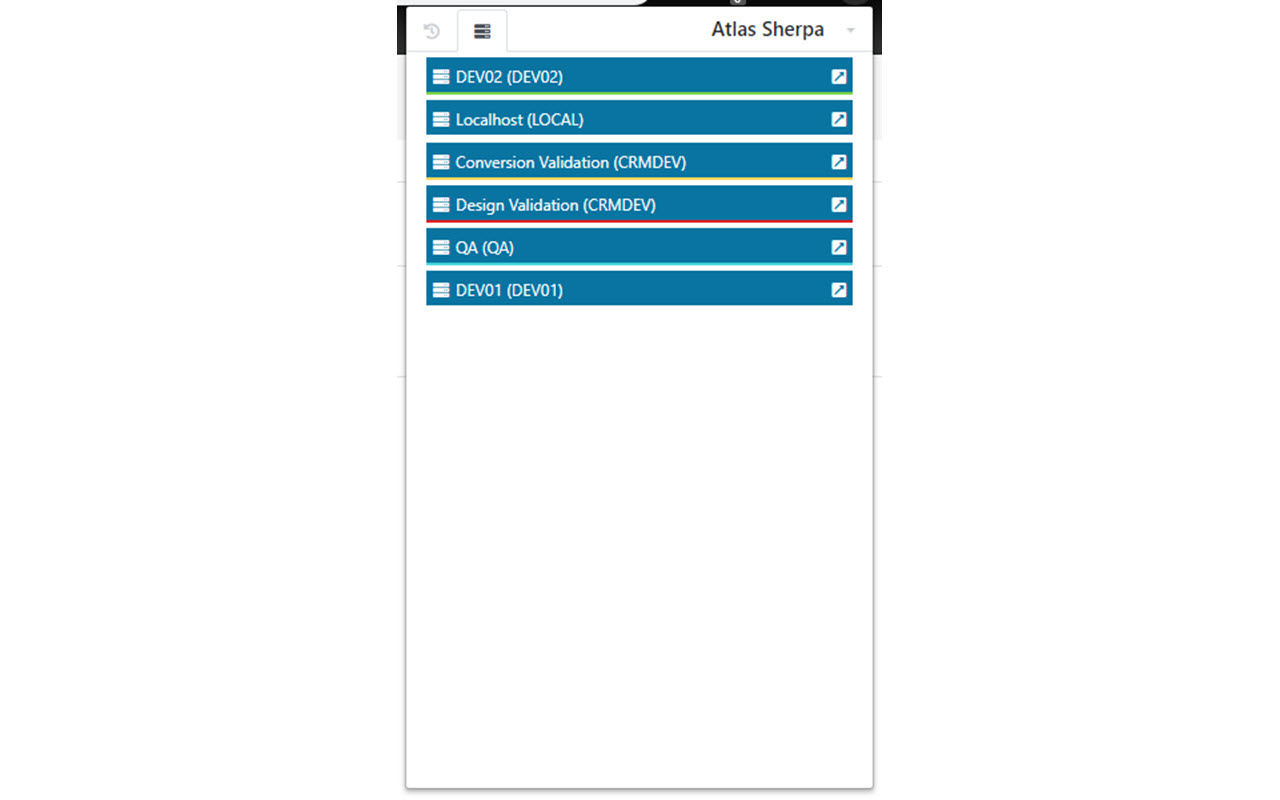 Atlas Sherpa
DEV02 (DEV02)
Localhost (LOCAL)
Conversion Validation (CRMDEV)
Design Validation (CRMDEV)
QA (QA)
DEV01 (DEV01)